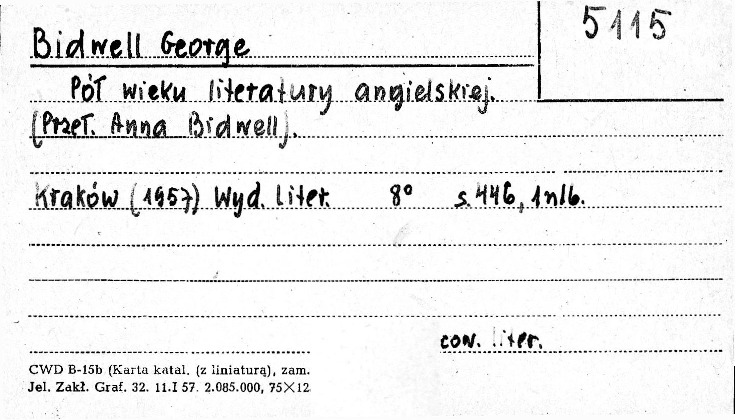 5115
Bidwell George
Pół wieku literatury angielskiej.
(Przeł. Anna Bidwell).
Kraków (1957) Wyd. liter. 8° s. 446, 1 nlb.
cow. liter.
CWD B-15b (Karta katal. (z liniaturą), zam.
Jel. Zakł. Graf. 32. 11.I 57. 2.085.000, 75×12